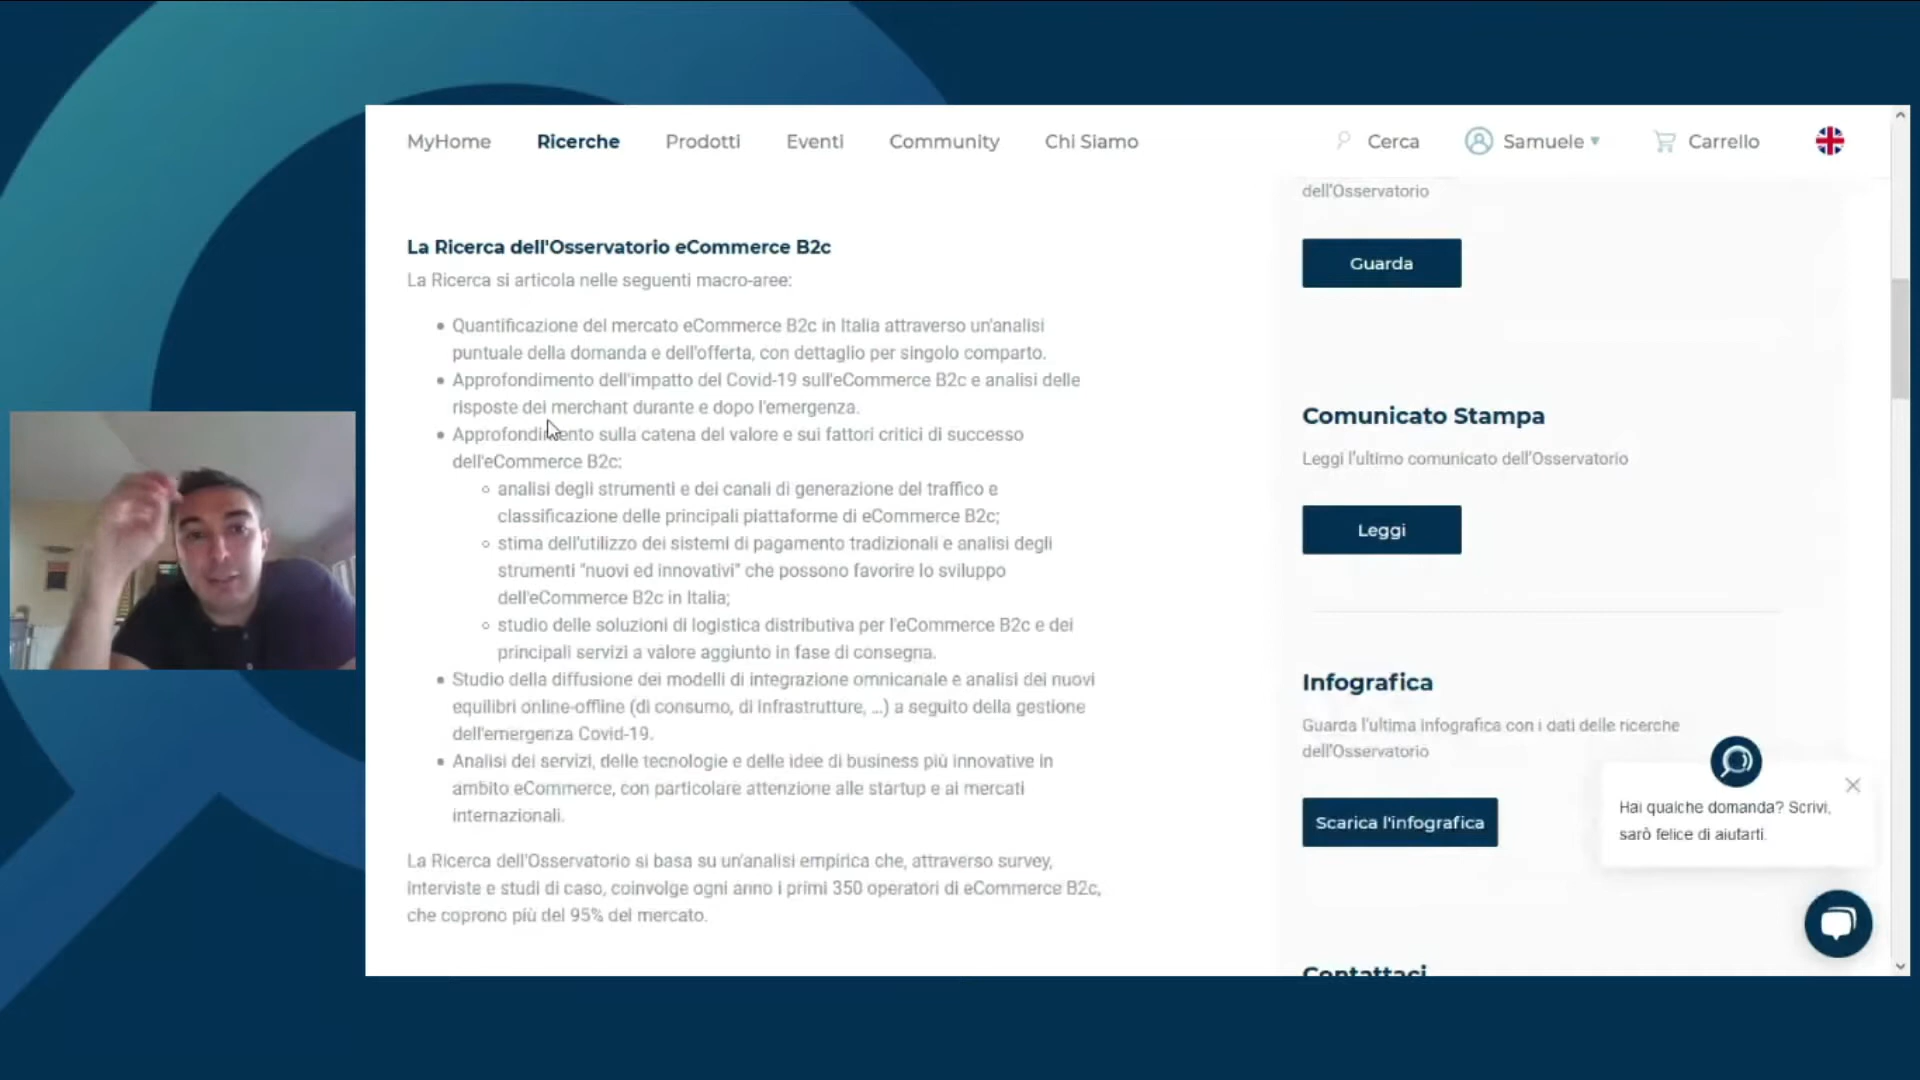 MyHome Ricerche Prodotti Eventi Community Chi Siamo Cerca Samuele Carrello
La Ricerca dell'Osservatorio eCommerce B2c
La Ricerca si articola nelle seguenti macro-aree:
Quantificazione del mercato eCommerce B2c in Italia attraverso un'analisi
puntuale della domanda e dell'offerta, con dettaglio per singolo comparto.
Approfondimento dell'impatto del Covid-19 sull'eCommerce B2c e analisi delle
risposte dei merchant durante e dopo l'emergenza.
Approfondimento sulla catena del valore e sui fattori critici di successo
dell'eCommerce B2c:
analisi degli strumenti e dei canali di generazione del traffico e
classificazione delle principali piattaforme di eCommerce B2c;
stima dell'utilizzo dei sistemi di pagamento tradizionali e analisi degli
strumenti "nuovi ed innovativi" che possono favorire lo sviluppo
dell'eCommerce B2c in Italia;
studio delle soluzioni di logistica distributiva per l'eCommerce B2c e dei
principali servizi a valore aggiunto in fase di consegna.
Studio della diffusione dei modelli di integrazione omnicanale e analisi dei nuovi
equilibri online-offline (di consumo, di infrastrutture, ...) a seguito della gestione
dell'emergenza Covid-19.
Analisi dei servizi, delle tecnologie e delle idee di business più innovative in
ambito eCommerce, con particolare attenzione alle startup e ai mercati
internazionali.
La Ricerca dell'Osservatorio si basa su un'analisi empirica che, attraverso survey,
interviste e studi di caso, coinvolge ogni anno i primi 350 operatori di eCommerce B2c,
che coprono più del 95% del mercato.
dell'Osservatorio
Guarda
Comunicato Stampa
Leggi l'ultimo comunicato dell'Osservatorio
Leggi
Infografica
Guarda l'ultima infografica con i dati delle ricerche
dell'Osservatorio
Scarica l'infografica
Hai qualche domanda? Scrivi,
sarò felice di aiutarti.
Contattaci